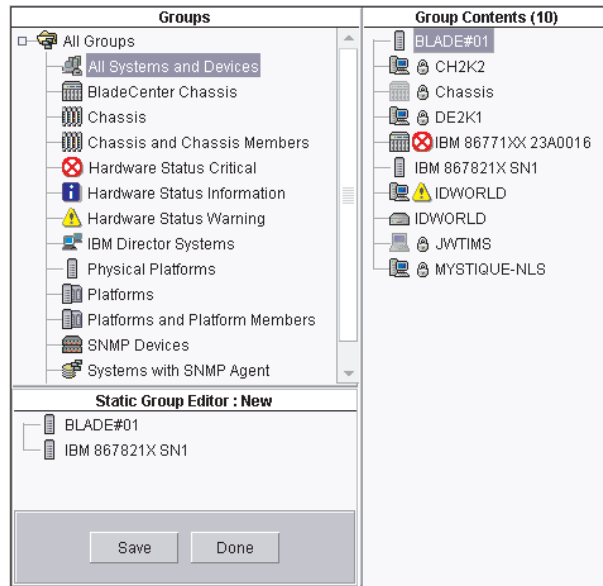 Groups
All Groups
All Systems and Devices
BladeCenter Chassis
Chassis
Chassis and Chassis Members
Hardware Status Critical
Hardware Status Information
Hardware Status Warning
IBM Director Systems
Physical Platforms
Platforms
Platforms and Platform Members
SNMP Devices
Systems with SNMP Agent
Static Group Editor : New
BLADE#01
IBM 867821X SN1
Save
Done
Group Contents (10)
BLADE#01
CH2K2
Chassis
DE2K1
IBM 86771XX 23A0016
IBM 867821X SN1
IDWORLD
IDWORLD
JWTIMS
MYSTIQUE-NLS